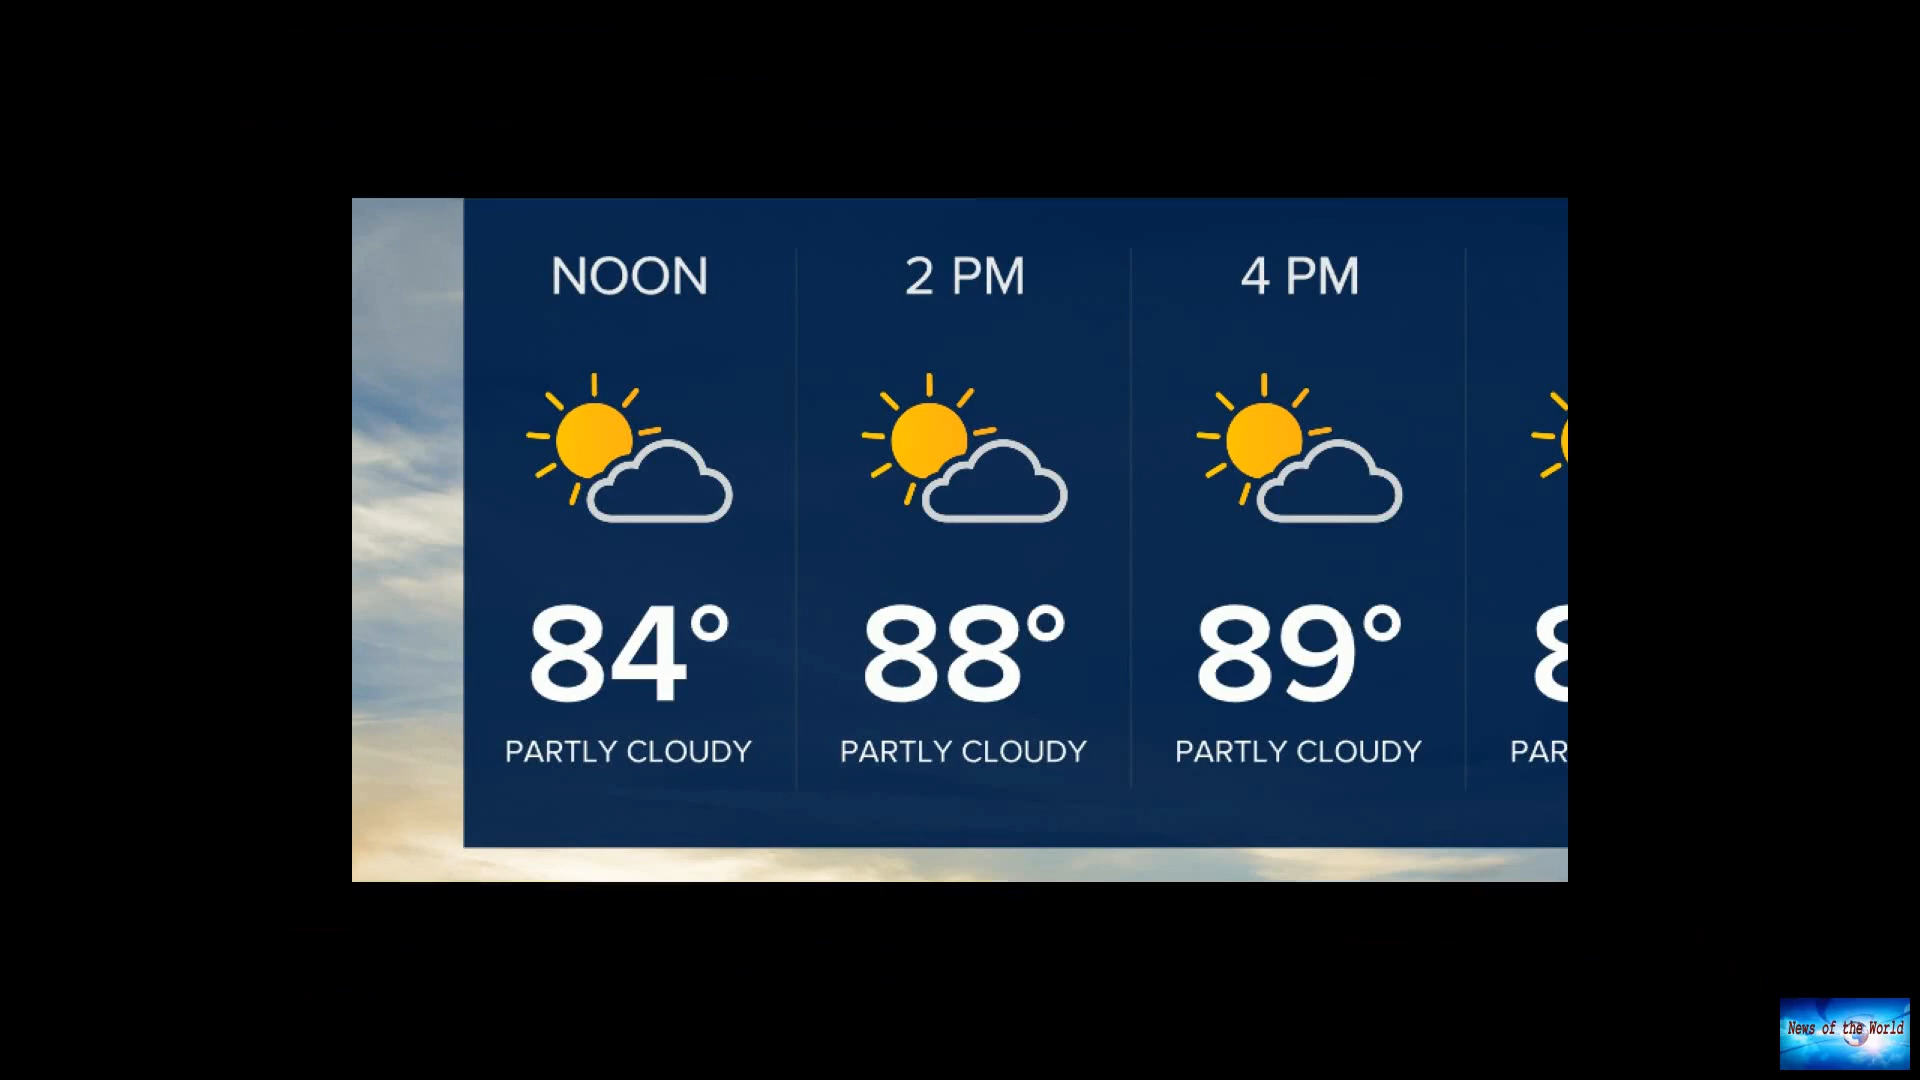 NOON
2 PM
4 PM
84°
88°
89°
8
PARTLY CLOUDY
PARTLY CLOUDY
PARTLY CLOUDY
PAR
News of the World